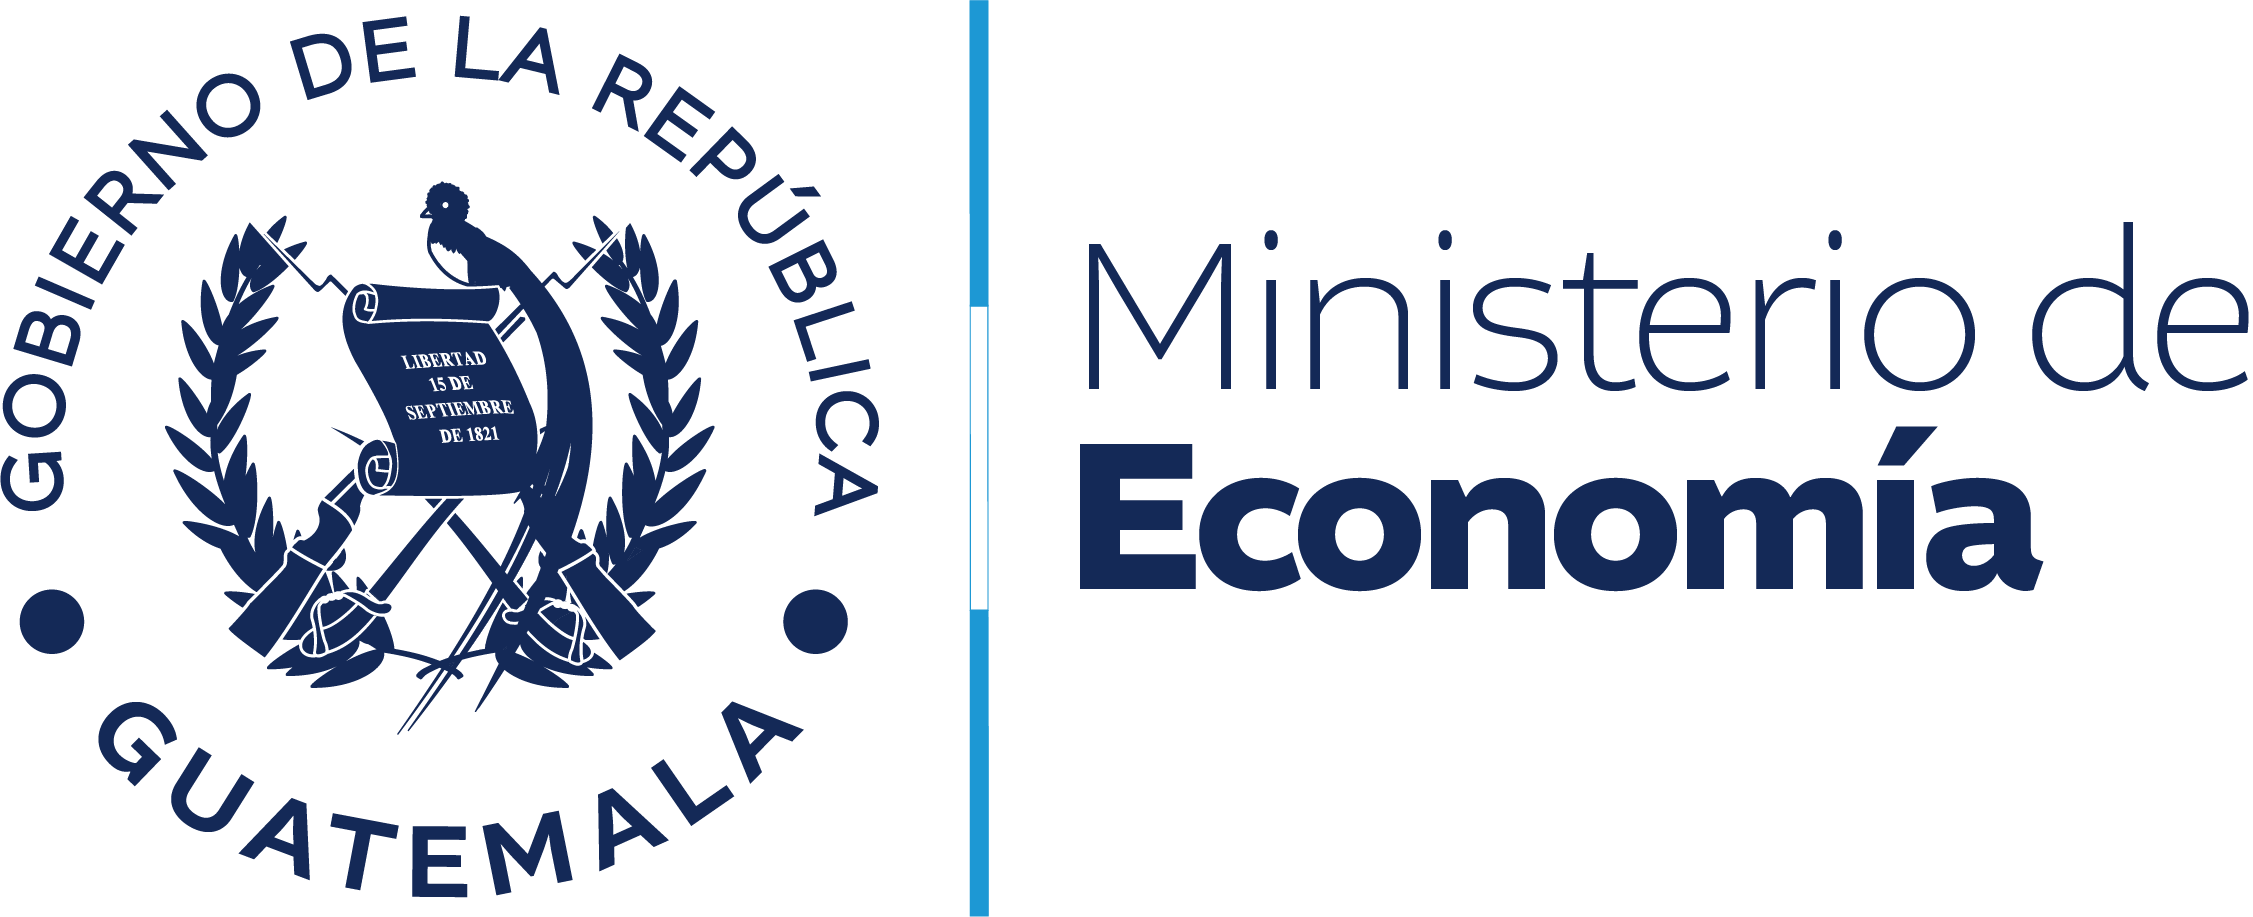 GOBIERNO DE LA REPÚBLICA
LIBERTAD
15 DE
SEPTIEMBRE
DE 1821
GUATEMALA
Ministerio de
Economía